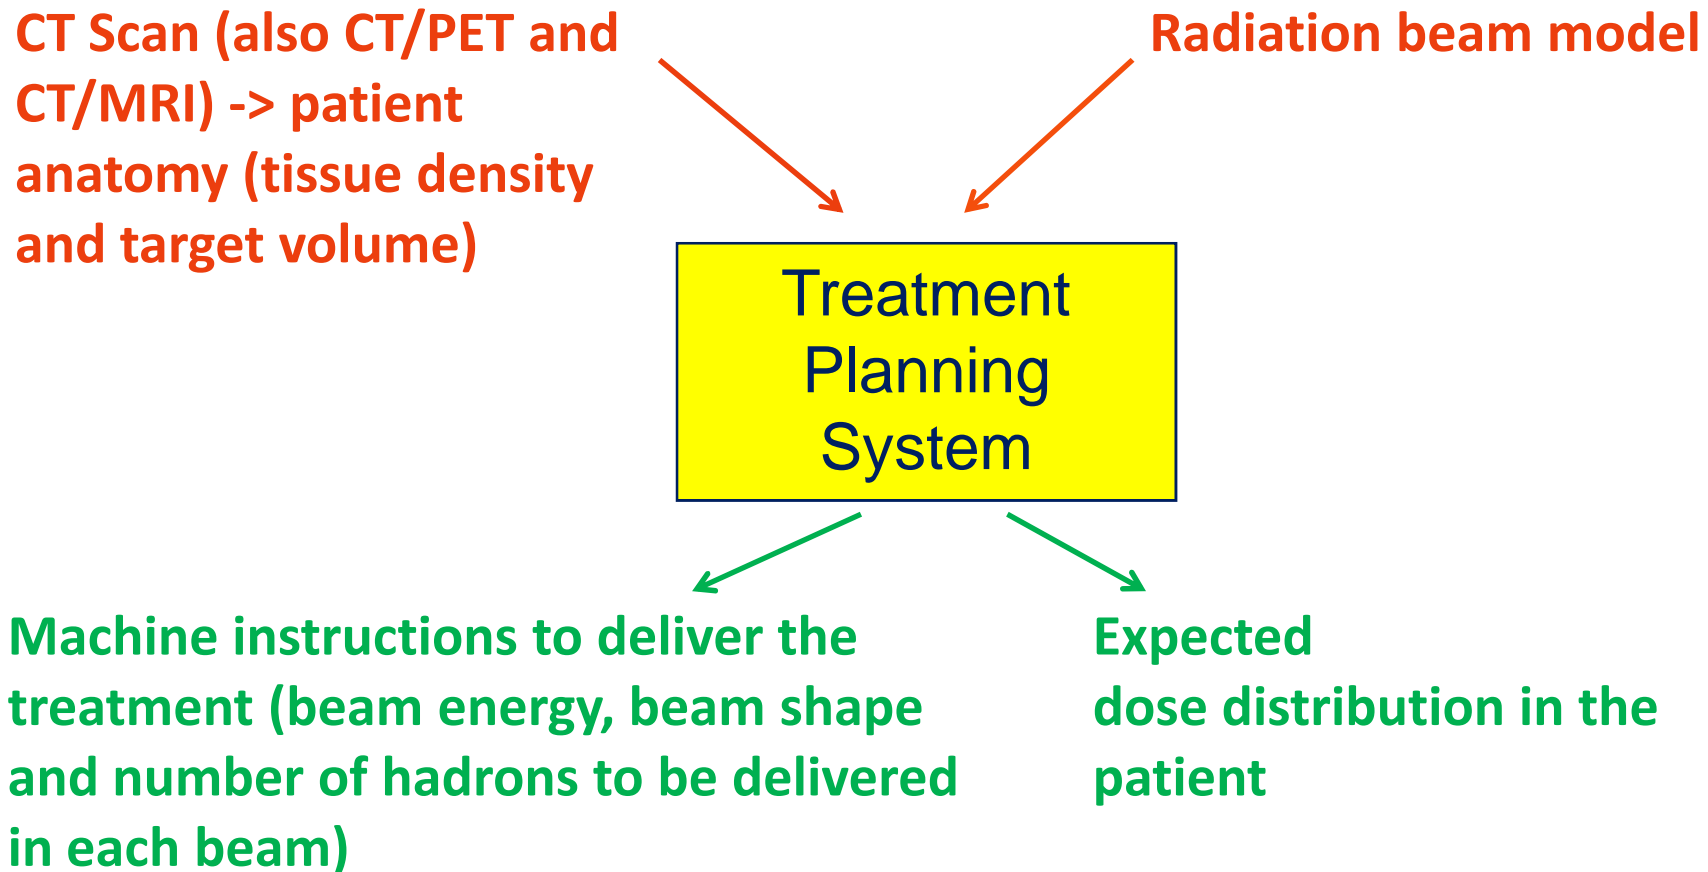 CT Scan (also CT/PET and
CT/MRI) -> patient
anatomy (tissue density
and target volume)
Radiation beam model
Treatment
Planning
System
Machine instructions to deliver the
treatment (beam energy, beam shape
and number of hadrons to be delivered
in each beam)
Expected
dose distribution in the
patient